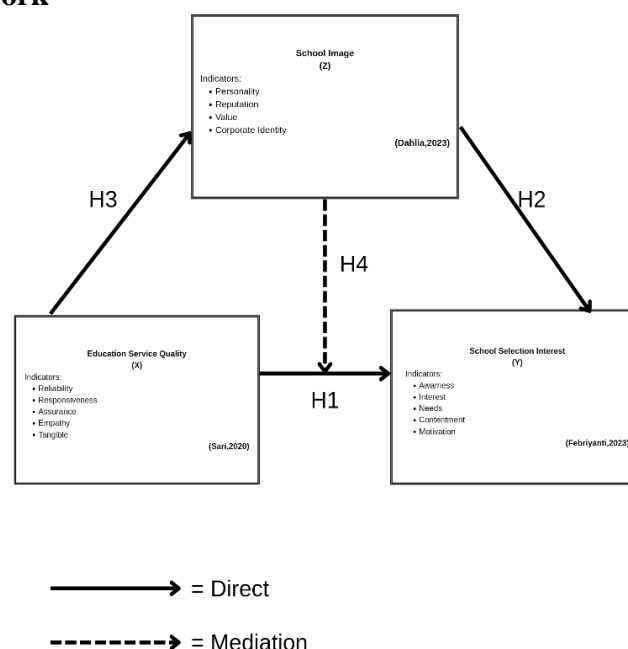 ork
School Image
(Z)
Indicators:
• Personality
• Reputation
• Value
• Corporate Identity
(Dahlia,2023)
H3
H2
H4
Education Service Quality
(X)
Indicators:
• Reliability
• Responsiveness
• Assurance
• Empathy
• Tangible
(Sari,2020)
H1
School Selection Interest
(Y)
Indicators:
• Awarness
• Interest
• Needs
• Contentment
• Motivation
(Febriyanti,2023)
= Direct
= Mediation